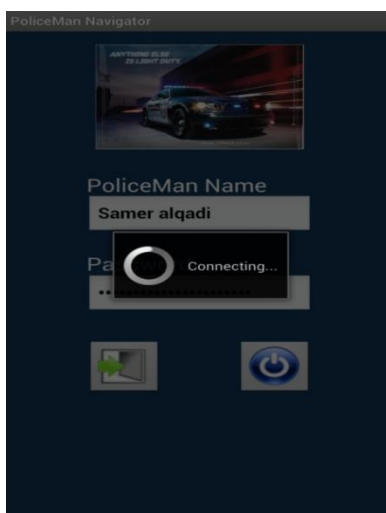 PoliceMan Navigator
ANYTHING ELSE
IS LIGHT DUTY.
PoliceMan Name
Samer alqadi
Connecting...